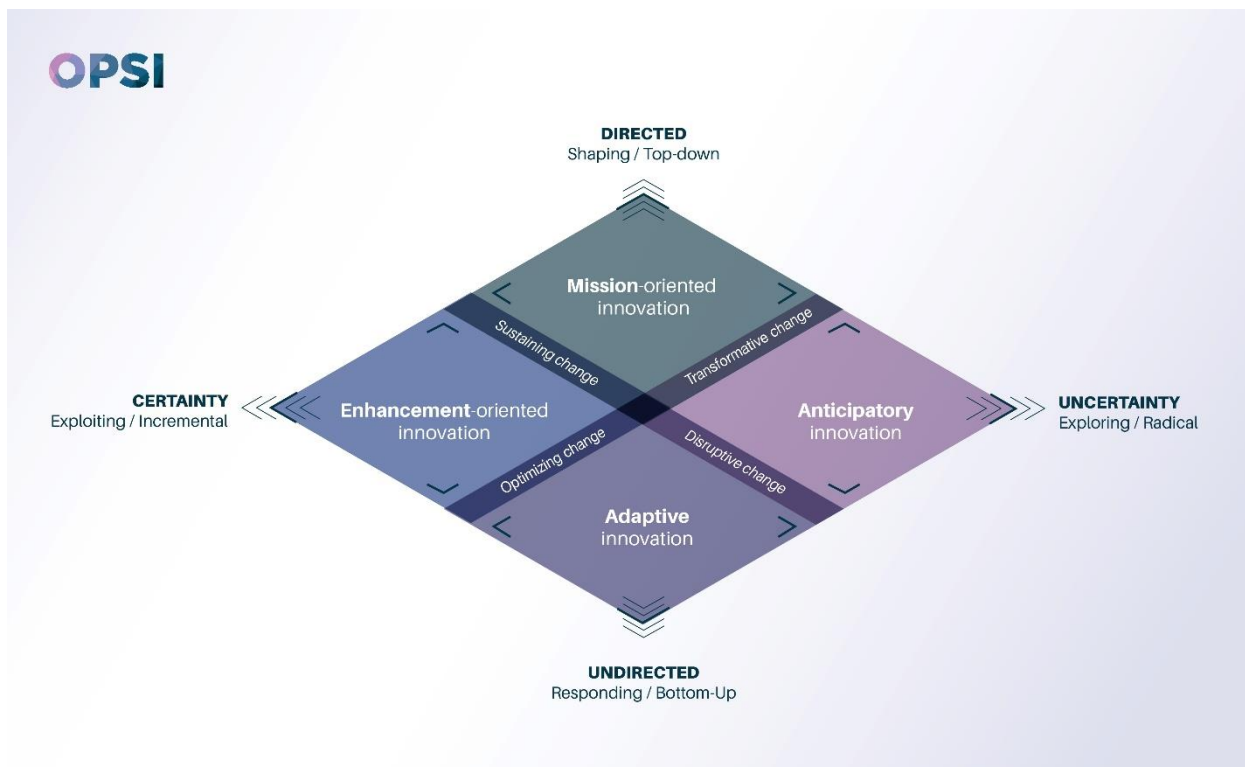 OPSI
DIRECTED
Shaping / Top-down
Mission-oriented
innovation
Sustaining change
Transformative change
CERTAINTY
Exploiting / Incremental
Enhancement-oriented
innovation
Anticipatory
innovation
UNCERTAINTY
Exploring / Radical
Optimizing change
Disruptive change
Adaptive
innovation
UNDIRECTED
Responding / Bottom-Up